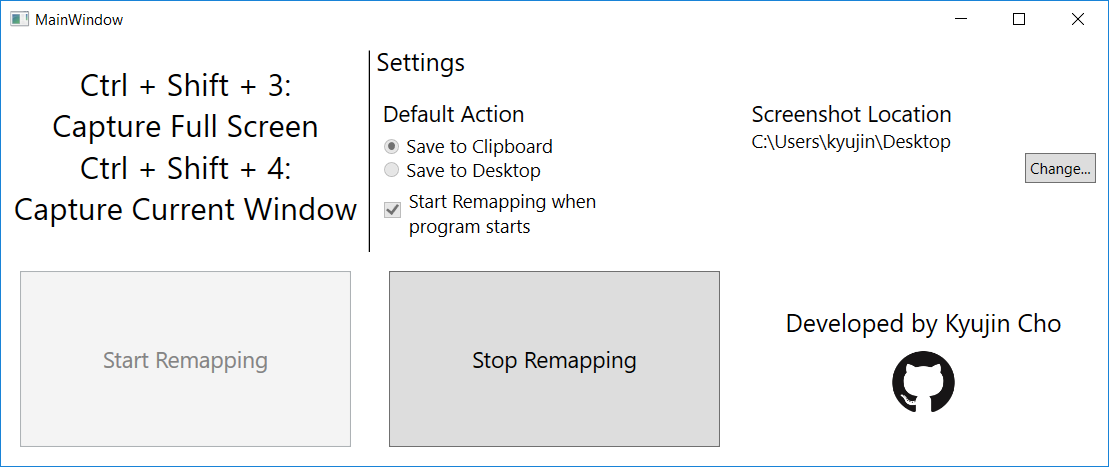 MainWindow
Ctrl + Shift + 3:
Capture Full Screen
Ctrl + Shift + 4:
Capture Current Window
Settings
Default Action
Save to Clipboard
Save to Desktop
Start Remapping when
program starts
Screenshot Location
C:\Users\kyujin\Desktop
Change...
Start Remapping
Stop Remapping
Developed by Kyujin Cho